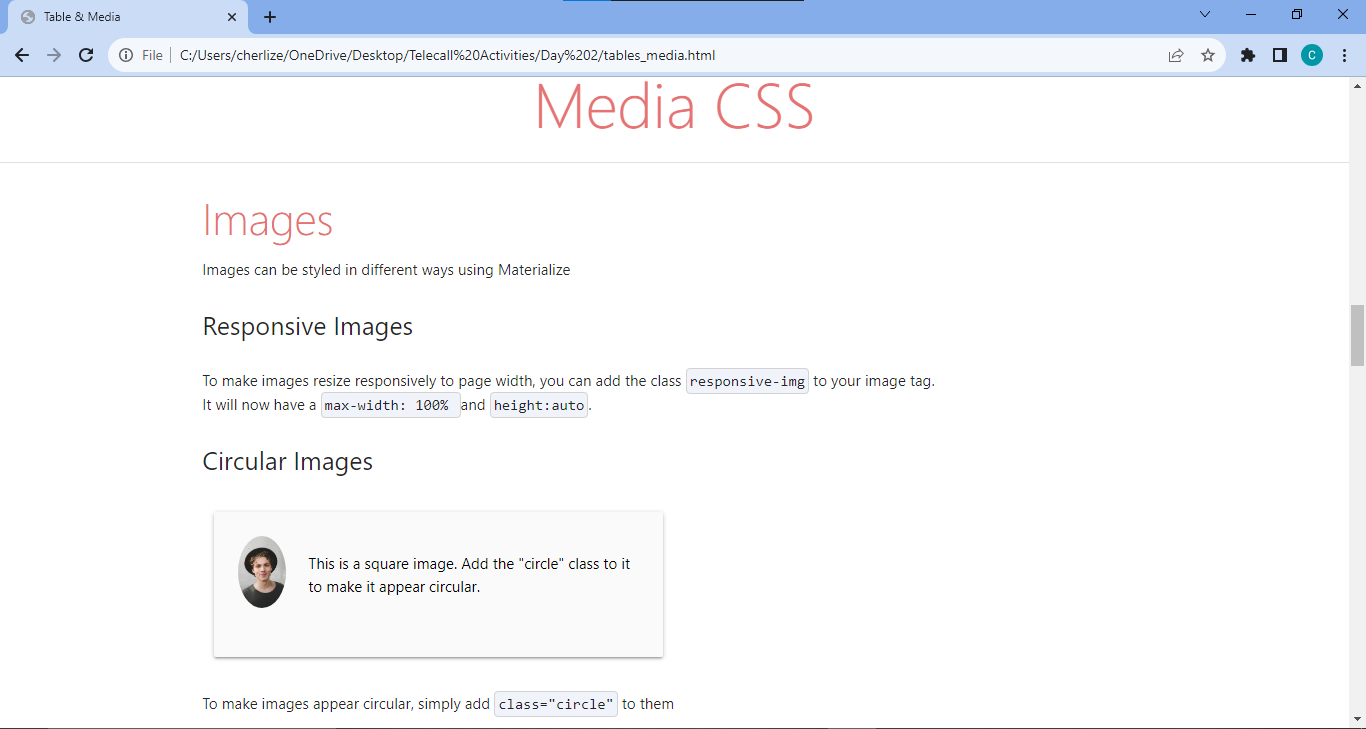 Table & Media
File
C:/Users/cherlize/OneDrive/Desktop/Telecall%20Activities/Day%202/tables_media.html
C
Media CSS
Images
Images can be styled in different ways using Materialize
Responsive Images
To make images resize responsively to page width, you can add the class responsive-img to your image tag.
It will now have a max-width: 100% and height:auto.
Circular Images
This is a square image. Add the "circle" class to it
to make it appear circular.
To make images appear circular, simply add class="circle" to them